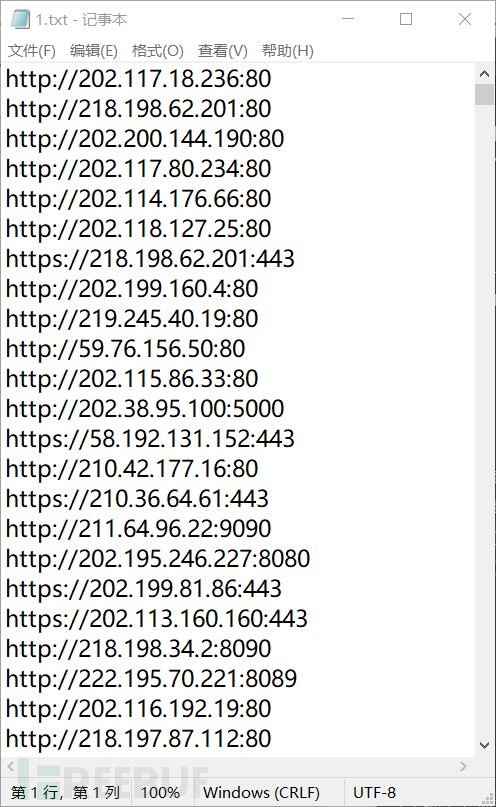 1.txt - 记事本
文件(F) 编辑(E) 格式(O) 查看(V) 帮助(H)
http://202.117.18.236:80
http://218.198.62.201:80
http://202.200.144.190:80
http://202.117.80.234:80
http://202.114.176.66:80
http://202.118.127.25:80
https://218.198.62.201:443
http://202.199.160.4:80
http://219.245.40.19:80
http://59.76.156.50:80
http://202.115.86.33:80
http://202.38.95.100:5000
https://58.192.131.152:443
http://210.42.177.16:80
https://210.36.64.61:443
http://211.64.96.22:9090
http://202.195.246.227:8080
https://202.199.81.86:443
https://202.113.160.160:443
http://218.198.34.2:8090
http://222.195.70.221:8089
http://202.116.192.19:80
http://218.197.87.112:80
第 1 行，第 1 列 100% Windows (CRLF) UTF-8